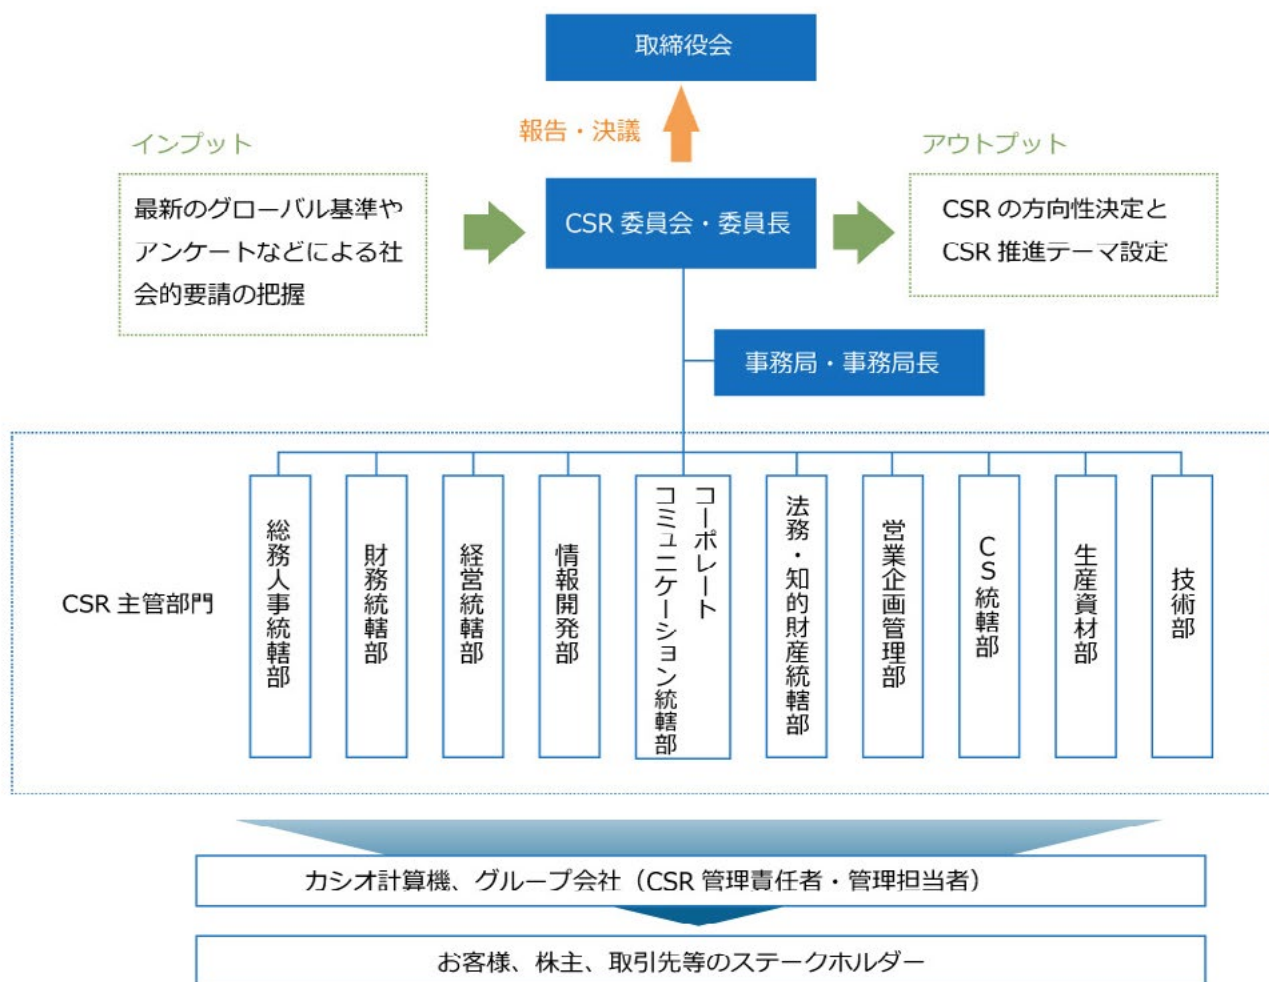 取締役会
報告・決議
インプット
最新のグローバル基準や
アンケートなどによる社
会的要請の把握
CSR 委員会・委員長
アウトプット
CSR の方向性決定と
CSR 推進テーマ設定
事務局・事務局長
CSR 主管部門
総務人事統轄部
財務統轄部
経営統轄部
情報開発部
コーポレート
コミュニケーション統轄部
法務・知的財産統轄部
営業企画管理部
CS統轄部
生産資材部
技術部
カシオ計算機、グループ会社（CSR 管理責任者・管理担当者）
お客様、株主、取引先等のステークホルダー